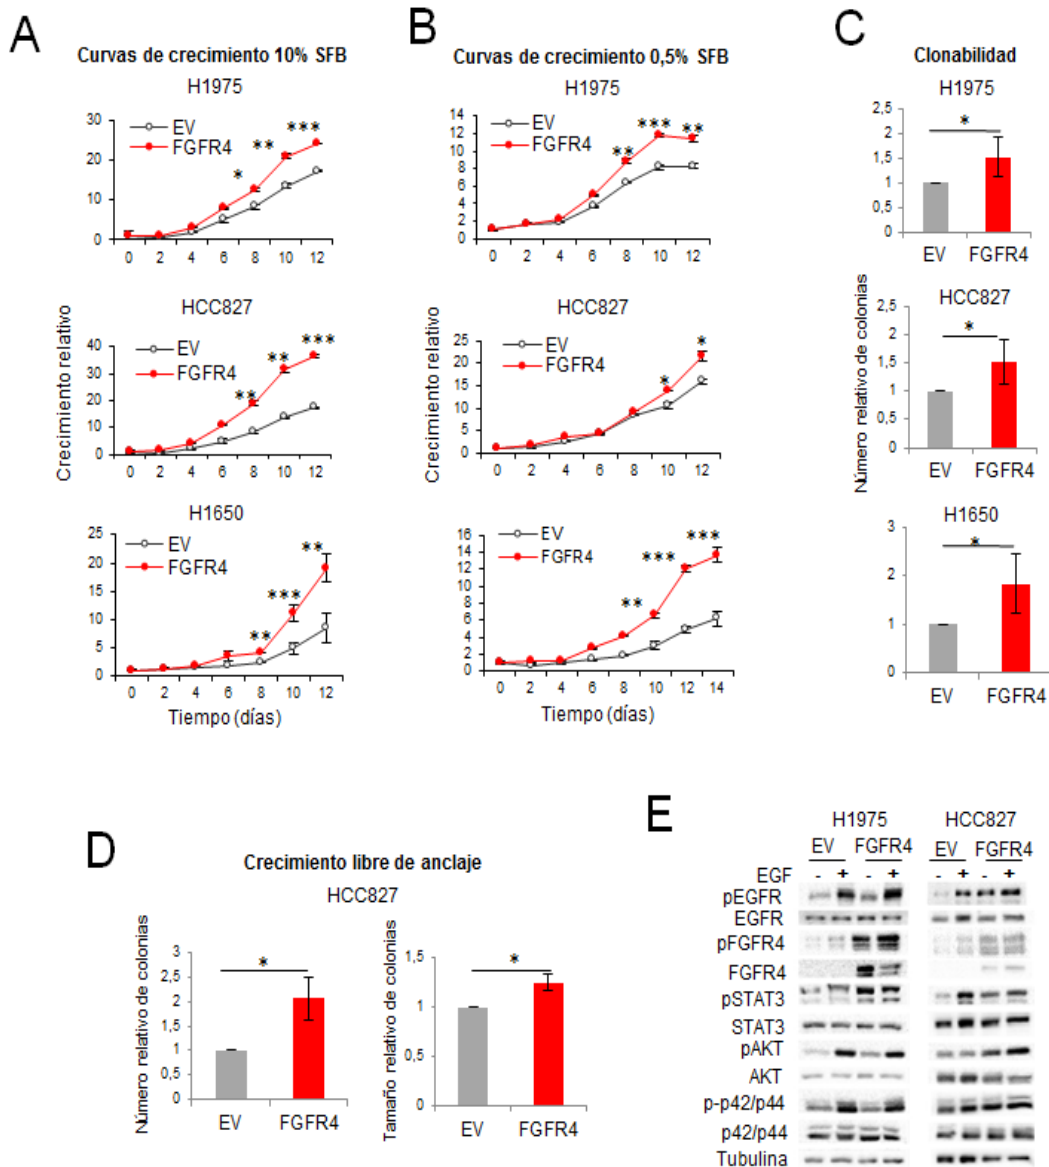 A
Curvas de crecimiento 10% SFB
H1975
EV
FGFR4
* ** ***
30
20
10
0
0 2 4 6 8 10 12
HCC827
EV
FGFR4
** ** ***
40
30
20
10
0
0 2 4 6 8 10 12
H1650
EV
FGFR4
** *** **
25
20
15
10
5
0
0 2 4 6 8 10 12
Crecimiento relativo
Tiempo (días)
B
Curvas de crecimiento 0,5% SFB
H1975
EV
FGFR4
** *** **
14
12
10
8
6
4
2
0
0 2 4 6 8 10 12
HCC827
EV
FGFR4
* *
25
20
15
10
5
0
0 2 4 6 8 10 12
EV
FGFR4
** *** ***
16
14
12
10
8
6
4
2
0
0 2 4 6 8 10 12 14
Crecimiento relativo
Tiempo (días)
C
Clonabilidad
H1975
*
2,5
2
1,5
1
0,5
0
EV FGFR4
HCC827
*
2,5
2
1,5
1
0,5
0
EV FGFR4
H1650
*
3
2
1
0
EV FGFR4
Número relativo de colonias
D
Crecimiento libre de anclaje
HCC827
Número relativo de colonias
*
3
2,5
2
1,5
1
0,5
0
EV FGFR4
Tamaño relativo de colonias
*
1,5
1
0,5
0
EV FGFR4
E
H1975 HCC827
EV FGFR4 EV FGFR4
EGF - + - + - + - +
pEGFR
EGFR
pFGFR4
FGFR4
pSTAT3
STAT3
pAKT
AKT
p-p42/p44
p42/p44
Tubulina